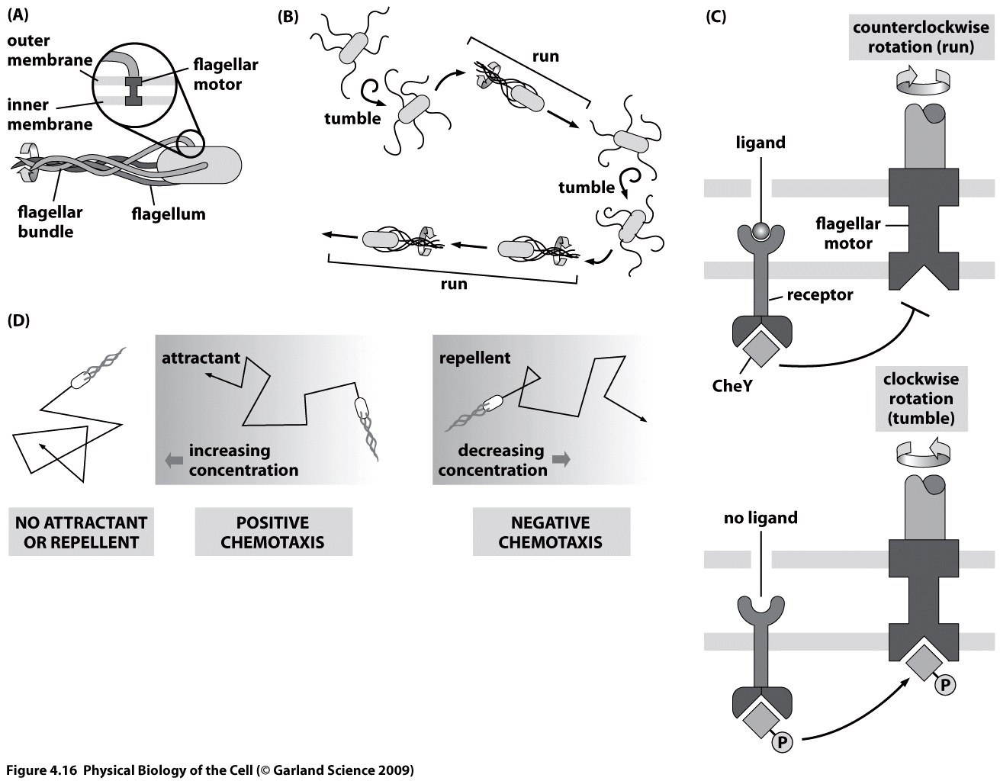 (A)
outer
membrane
flagellar
motor
inner
membrane
flagellar
bundle
flagellum
(B)
tumble
run
tumble
run
(C)
counterclockwise
rotation (run)
ligand
flagellar
motor
receptor
CheY
clockwise
rotation
(tumble)
no ligand
P
P
(D)
attractant
increasing
concentration
repellent
decreasing
concentration
NO ATTRACTANT
OR REPELLENT
POSITIVE
CHEMOTAXIS
NEGATIVE
CHEMOTAXIS
Figure 4.16 Physical Biology of the Cell (© Garland Science 2009)